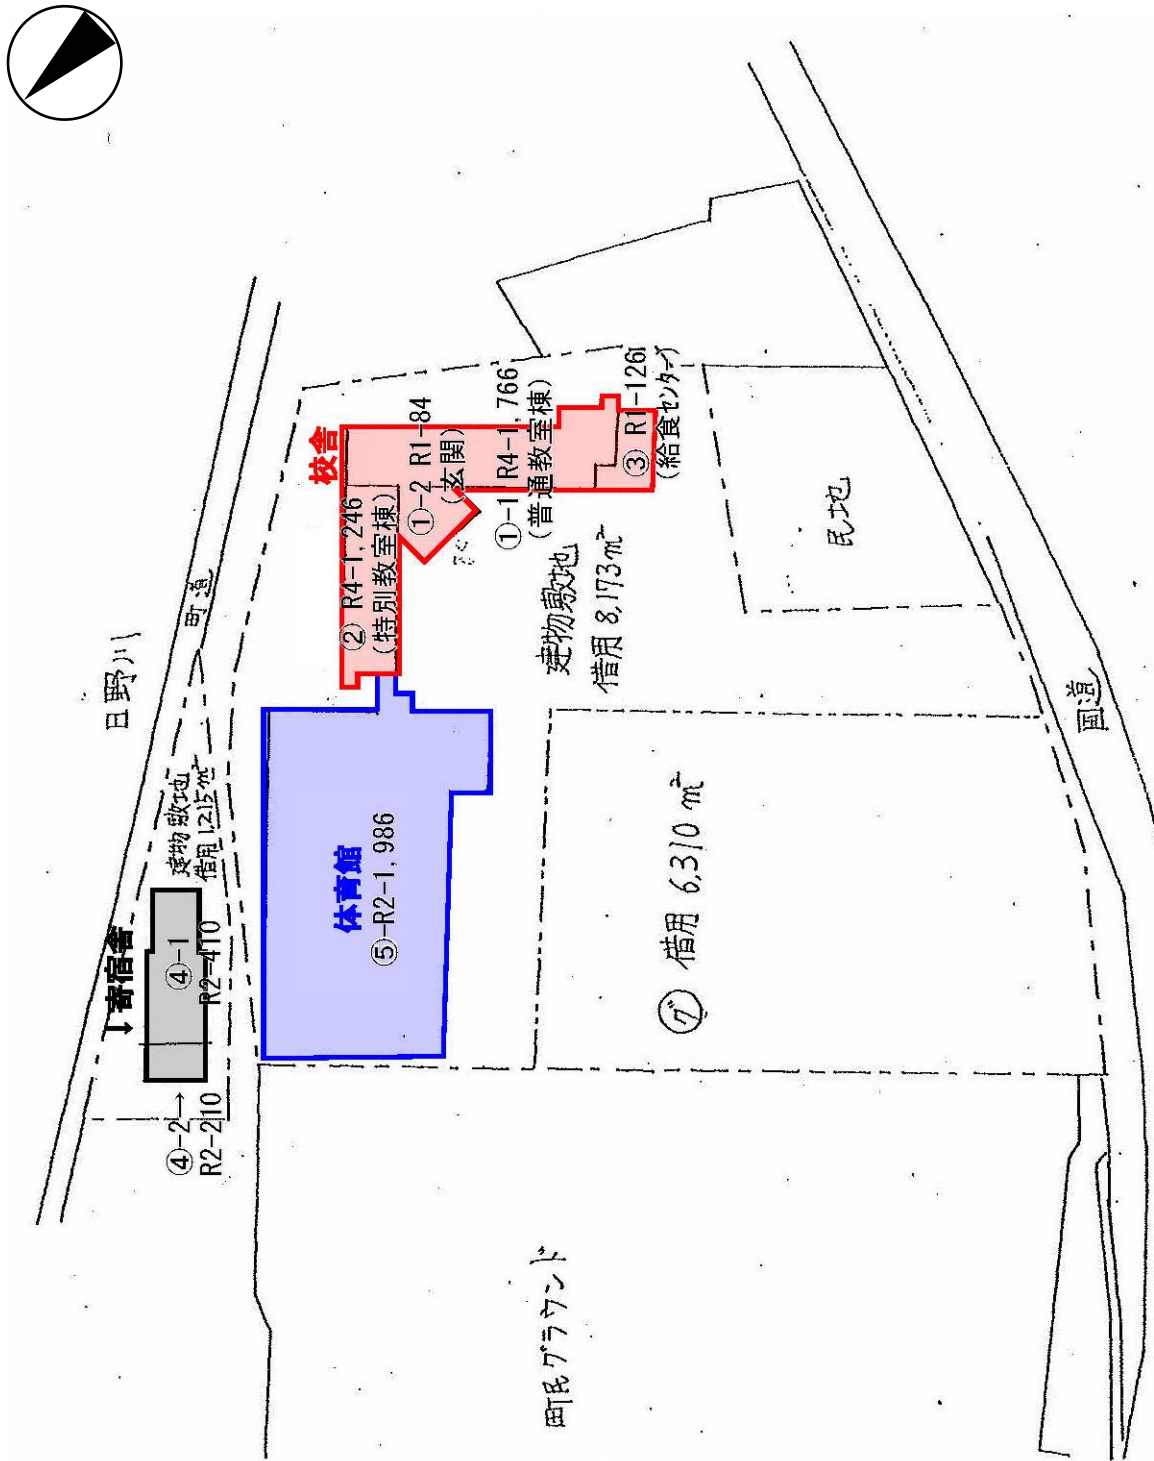 日野川
町道
建物敷地
借用 1,215㎡
↓寄宿舎
④-1
R2-410
④-2→
R2-210
校舎
② R4-1,246
(特別教室棟)
①-2 R1-84
(玄関)
①-1 R4-1,766
(普通教室棟)
③ R1-126
(給食センター)
体育館
⑤-R2-1,986
建物敷地
借用 8,173㎡
民地
国道
グ 借用 6,310㎡
町民グラウンド